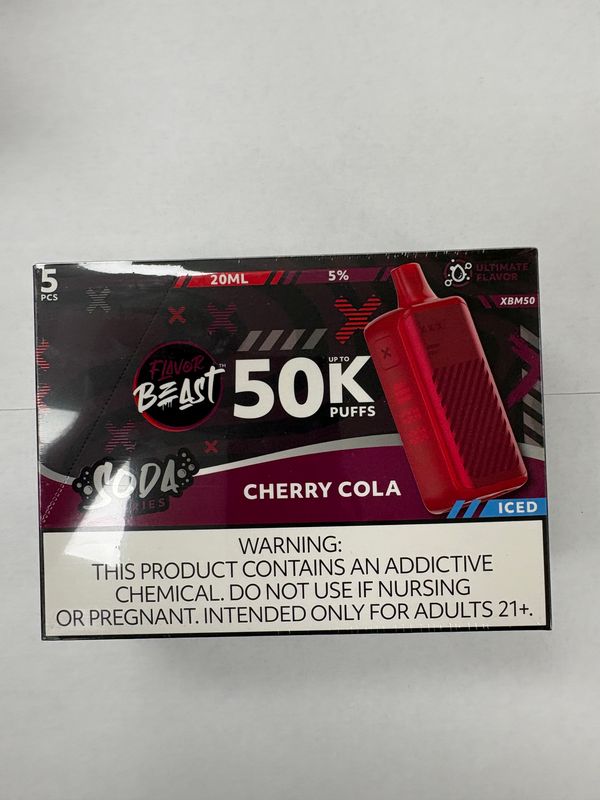 5
PCS
20ML
5%
ULTIMATE
FLAVOR
XBM50
FLAVOR
BEAST™
UP TO
50K
PUFFS
SODA
SERIES
CHERRY COLA
ICED
WARNING:
THIS PRODUCT CONTAINS AN ADDICTIVE
CHEMICAL. DO NOT USE IF NURSING
OR PREGNANT. INTENDED ONLY FOR ADULTS 21+.